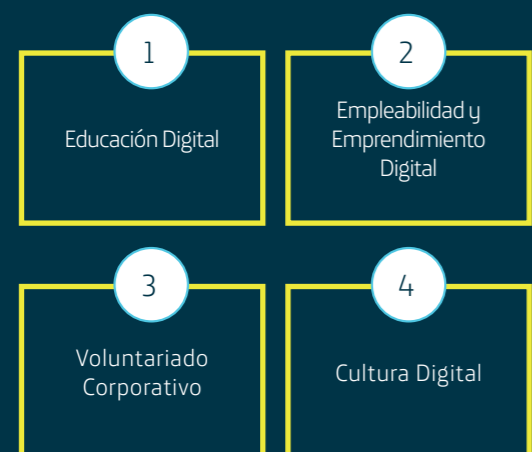 1
Educación Digital
2
Empleabilidad y
Emprendimiento
Digital
3
Voluntariado
Corporativo
4
Cultura Digital